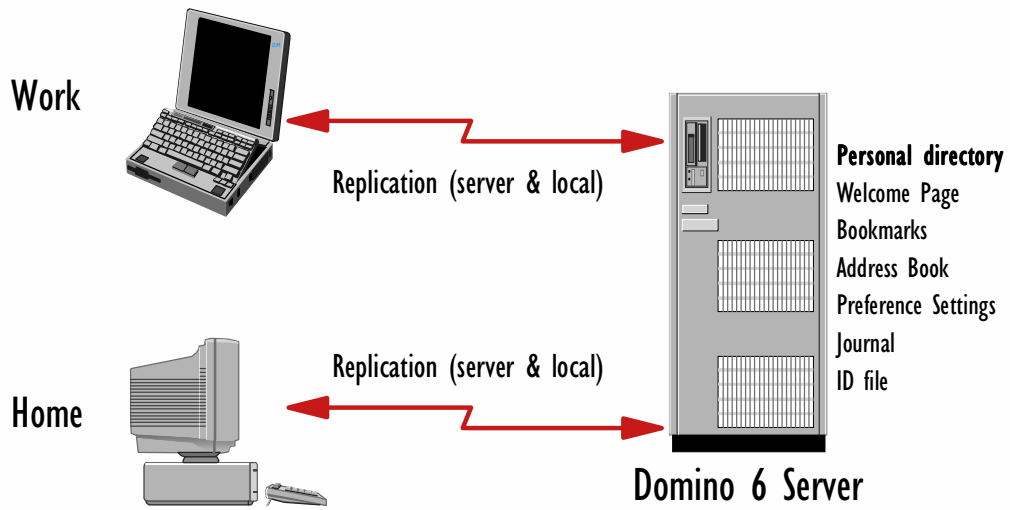 Work
Replication (server & local)
Personal directory
Welcome Page
Bookmarks
Address Book
Preference Settings
Journal
ID file
Replication (server & local)
Home
Domino 6 Server